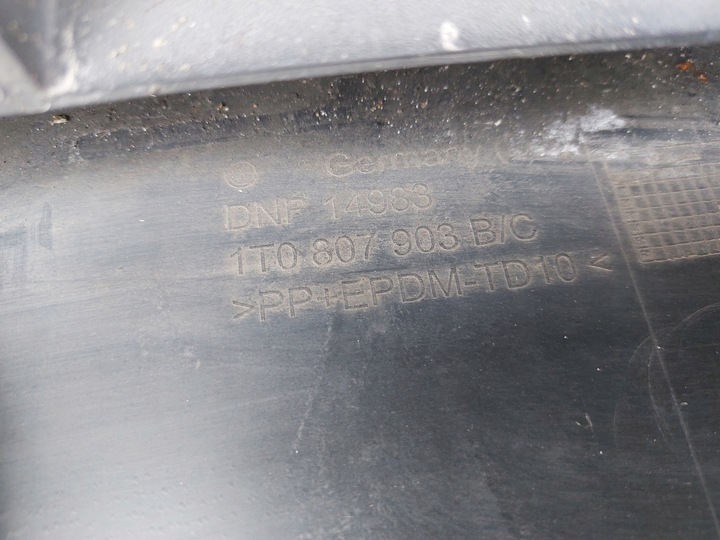 Germany
DNP 14983
1T0 807 903 B/C
>PP+EPDM-TD10<